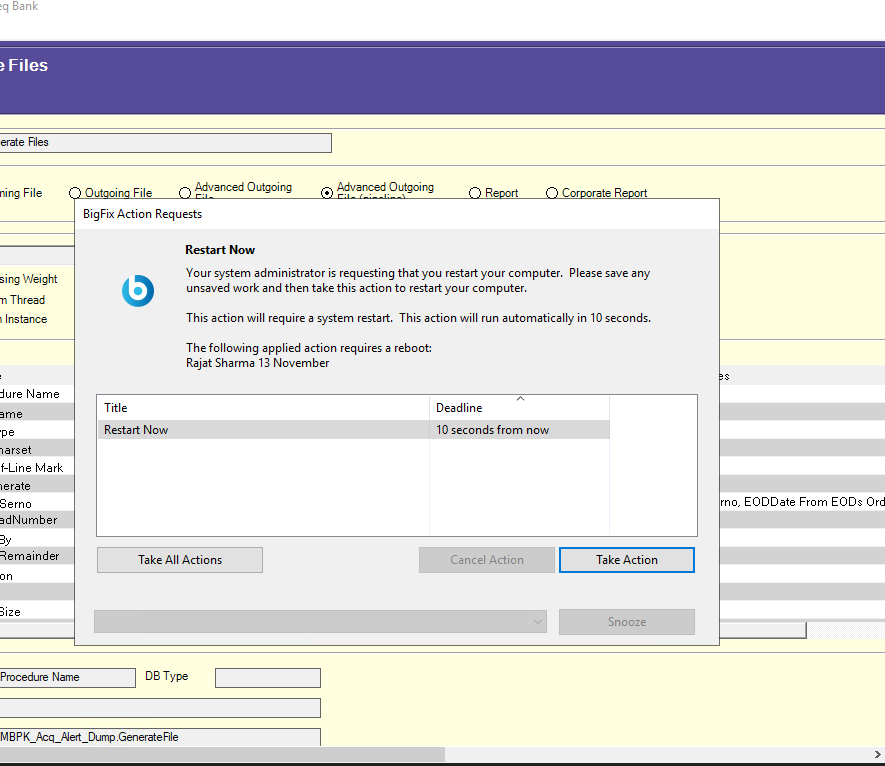 eq Bank
e Files
erate Files
ming File
Outgoing File
Advanced Outgoing
File
Advanced Outgoing
File (pipeline)
Report
Corporate Report
BigFix Action Requests
Restart Now
Your system administrator is requesting that you restart your computer. Please save any
unsaved work and then take this action to restart your computer.
This action will require a system restart. This action will run automatically in 10 seconds.
The following applied action requires a reboot:
Rajat Sharma 13 November
sing Weight
m Thread
n Instance
Title
Deadline
Restart Now
10 seconds from now
Take All Actions
Cancel Action
Take Action
Snooze
e
dure Name
ame
ype
harset
f-Line Mark
nerate
Serno
adNumber
By
Remainder
on
Size
es
rno, EODDate From EODs Ord
Procedure Name
DB Type
MBPK_Acq_Alert_Dump.GenerateFile